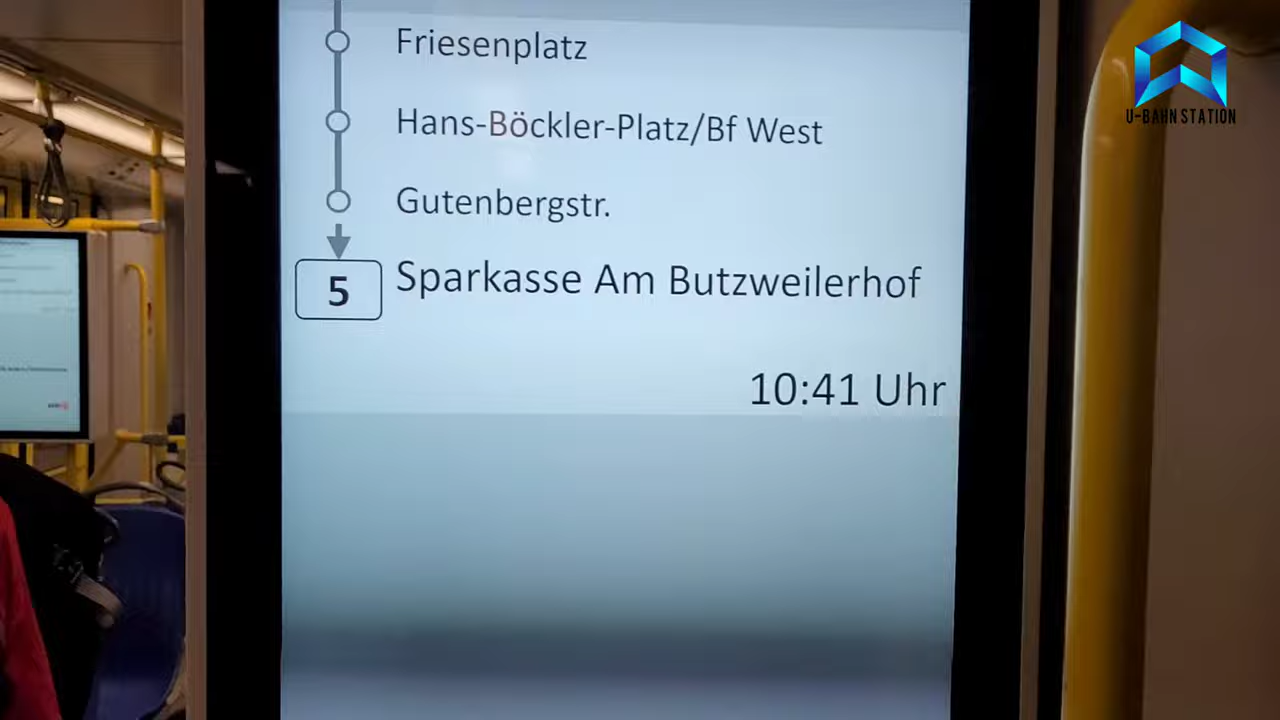 Friesenplatz
Hans-Böckler-Platz/Bf West
Gutenbergstr.
5 Sparkasse Am Butzweilerhof
10:41 Uhr
U-BAHN STATION